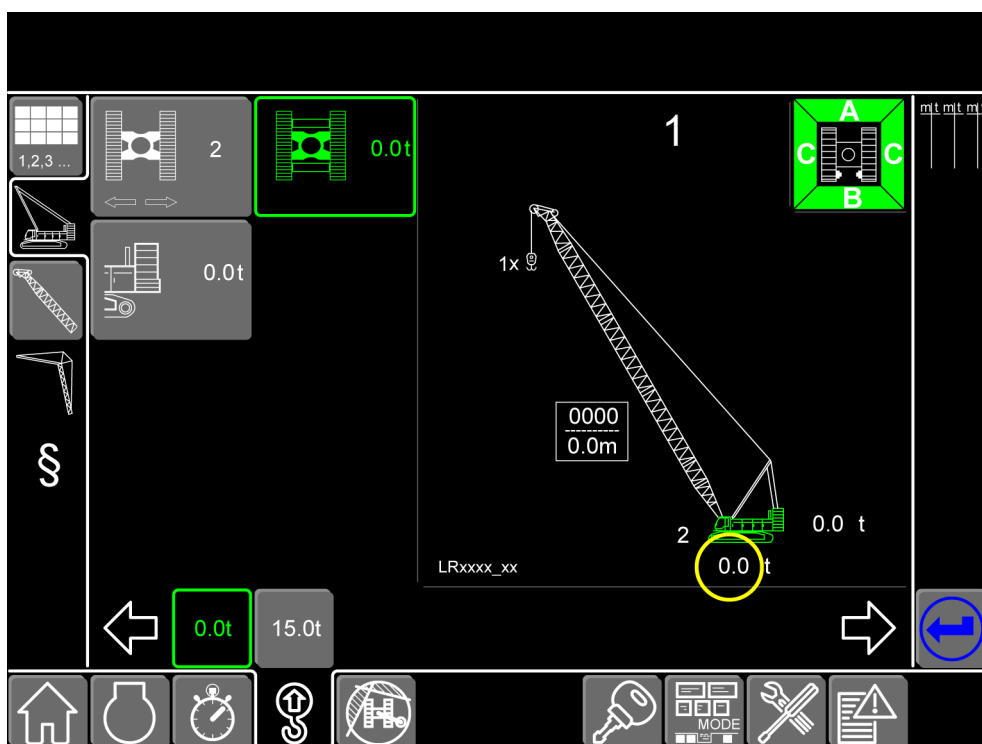 1,2,3 ...
2
0.0t
0.0t
§
1
A
C
C
B
m t m t m
1x
0000
0.0m
2
0.0 t
0.0 t
LRxxxx_xx
0.0t
15.0t
MODE